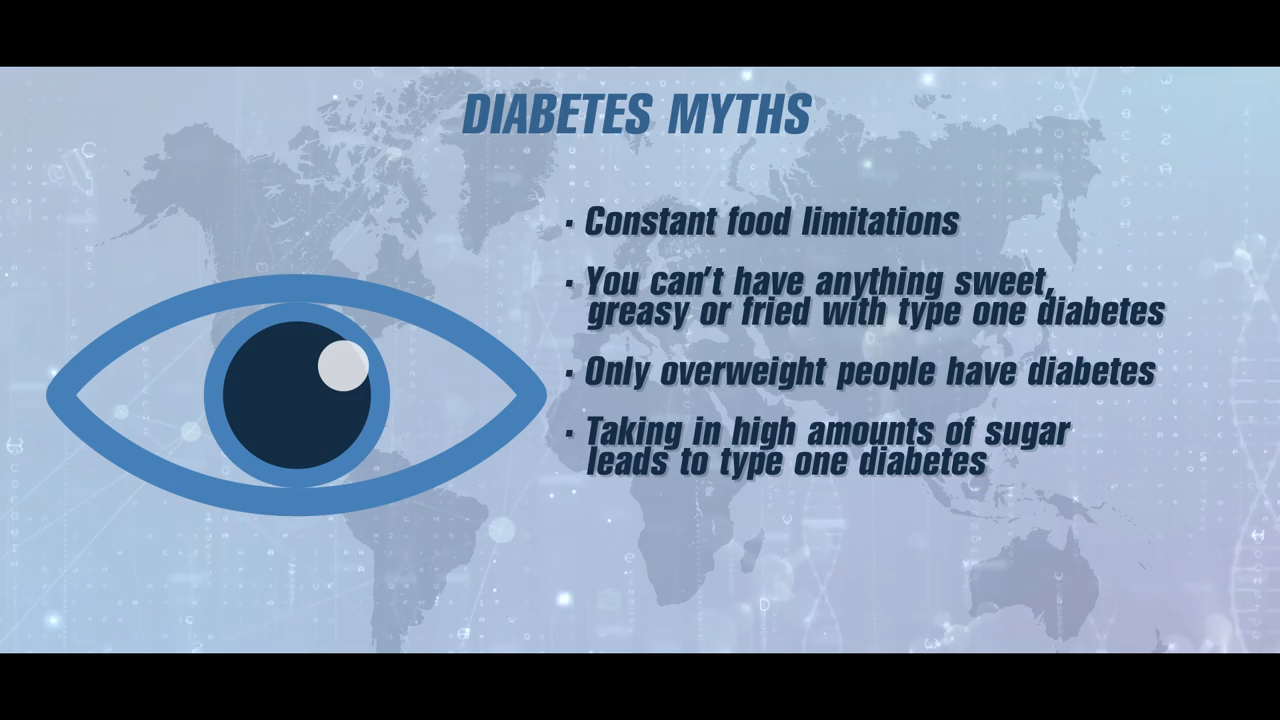 DIABETES MYTHS
· Constant food limitations
· You can't have anything sweet,
greasy or fried with type one diabetes
· Only overweight people have diabetes
· Taking in high amounts of sugar
leads to type one diabetes